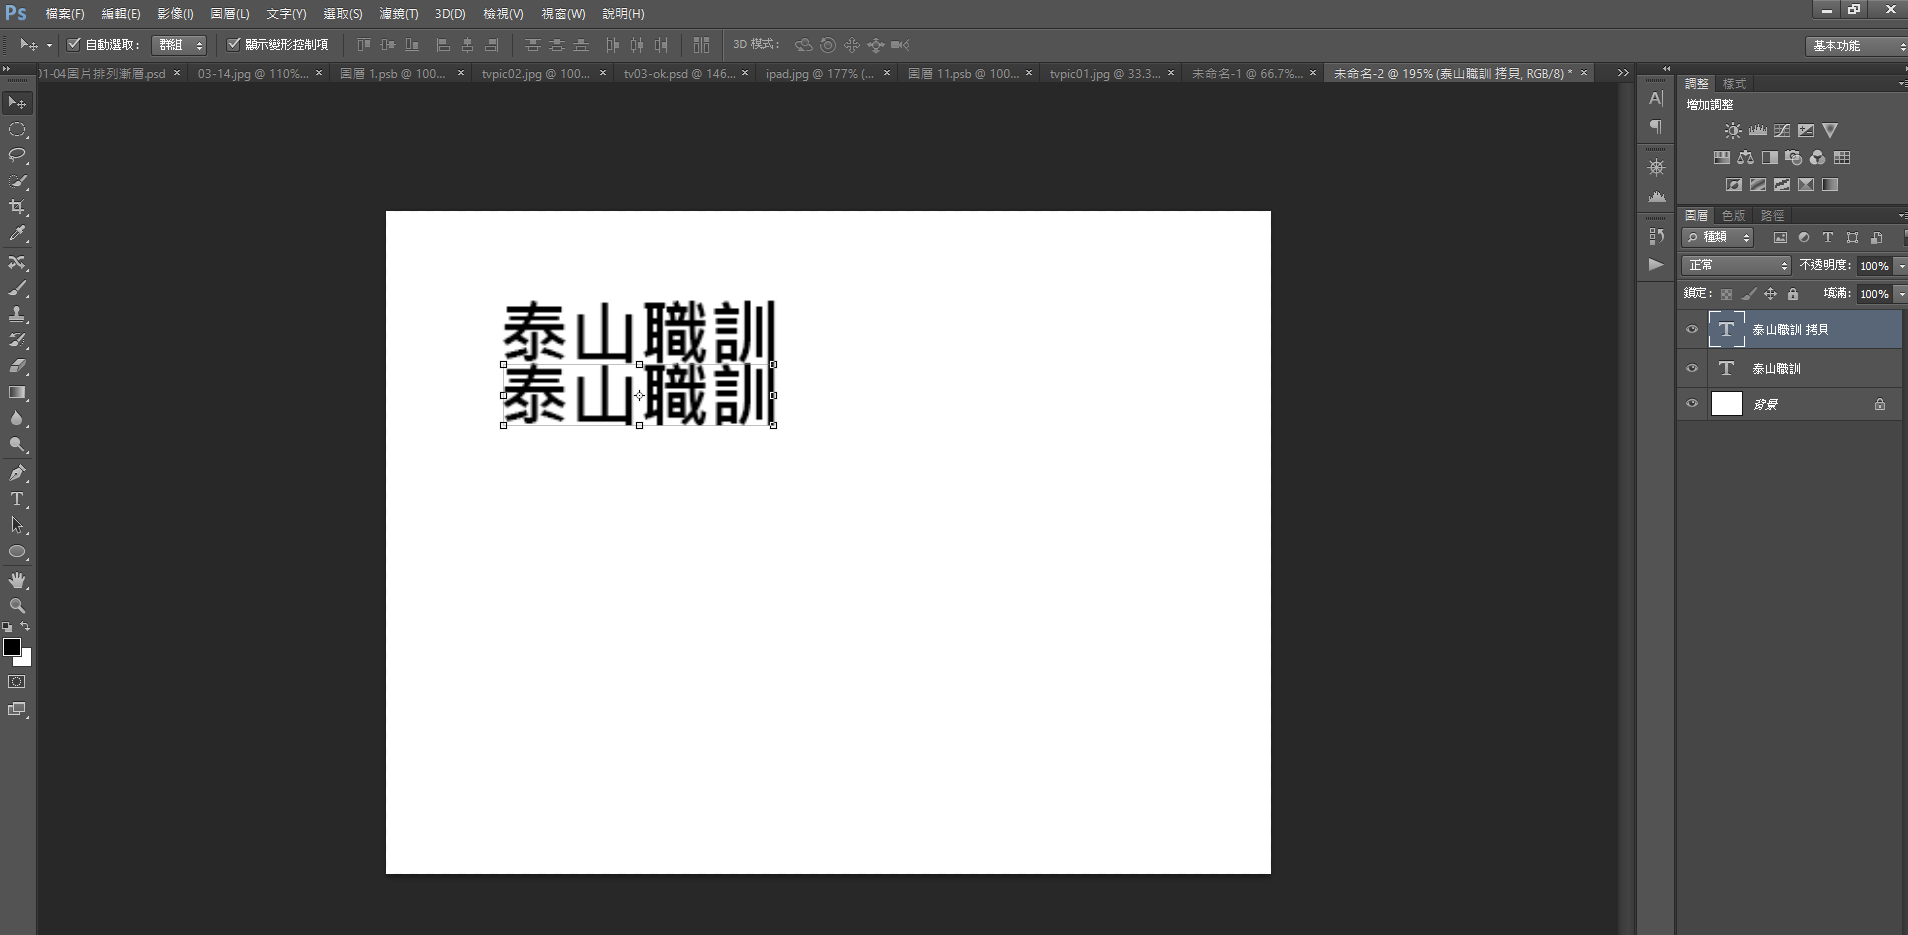 Ps 檔案(F) 編輯(E) 影像(I) 圖層(L) 文字(Y) 選取(S) 濾鏡(T) 3D(D) 檢視(V) 視窗(W) 說明(H)
自動選取： 群組 顯示變形控制項 3D 模式： 基本功能
01-04圖片排列漸層.psd × 03-14.jpg @ 110%... × 圖層 1.psb @ 100... × tvpic02.jpg @ 100... × tv03-ok.psd @ 146... × ipad.jpg @ 177% (... × 圖層 11.psb @ 100... × tvpic01.jpg @ 33.3... × 未命名-1 @ 66.7%... × 未命名-2 @ 195% (泰山職訓 拷貝, RGB/8) * ×
調整 樣式
增加調整
圖層 色版 路徑
種類
正常 不透明度： 100%
鎖定： 填滿： 100%
泰山職訓 拷貝
泰山職訓
背景
泰山職訓
泰山職訓